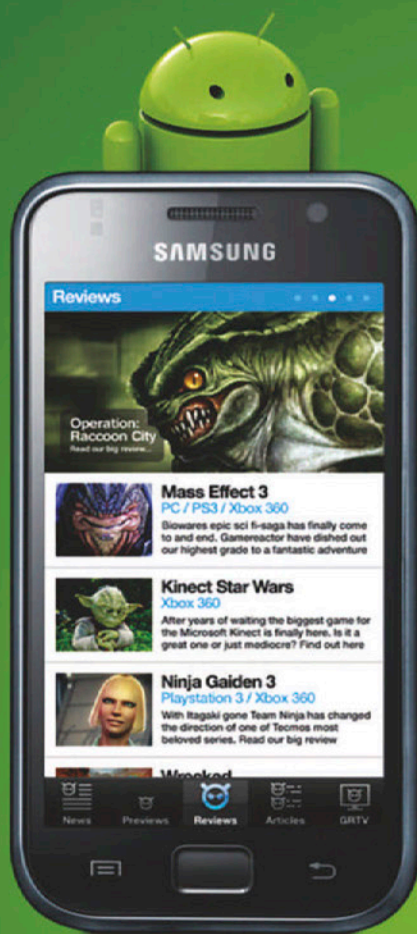 SAMSUNG
Reviews
Operation:
Raccoon City
Read our big review...
Mass Effect 3
PC / PS3 / Xbox 360
Biowares epic sci fi-saga has finally come
to and end. Gamereactor have dished out
our highest grade to a fantastic adventure
Kinect Star Wars
Xbox 360
After years of waiting the biggest game for
the Microsoft Kinect is finally here. Is it a
great one or just mediocre? Find out here
Ninja Gaiden 3
Playstation 3 / Xbox 360
With Itagaki gone Team Ninja has changed
the direction of one of Tecmos most
beloved series. Read our big review
Wrecked
News Previews Reviews Articles GRTV